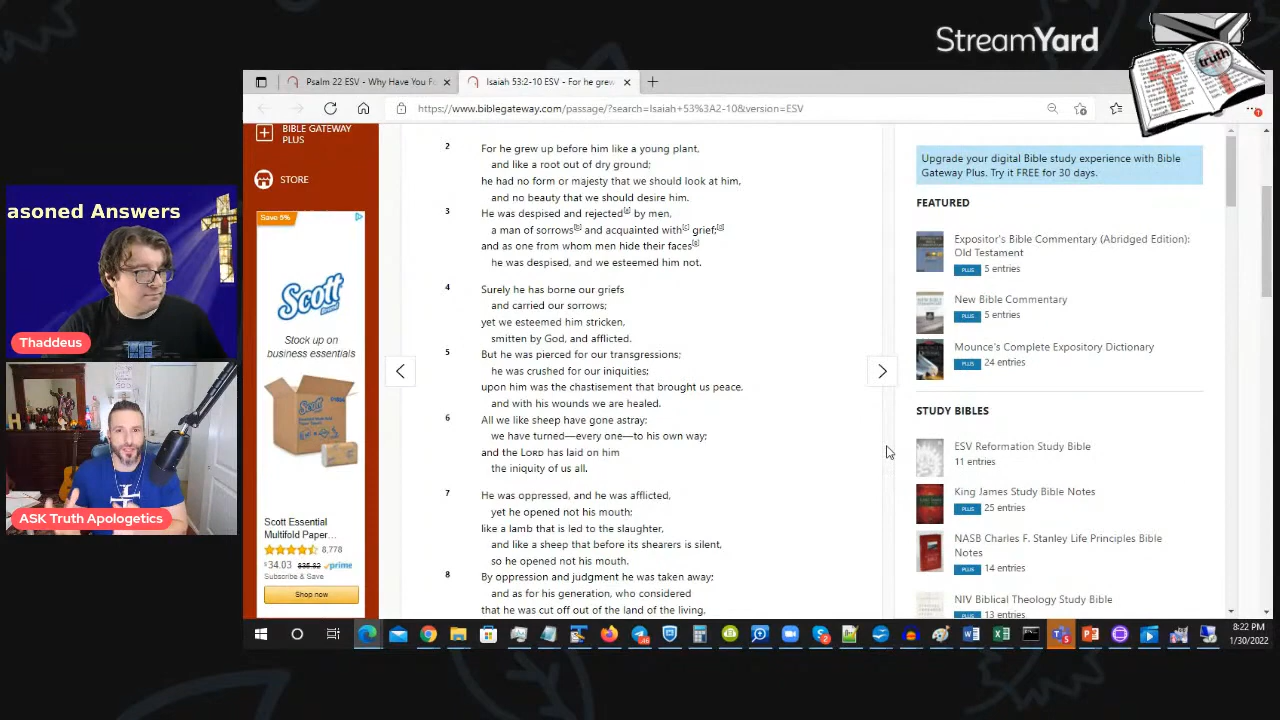 StreamYard
truth
Psalm 22 ESV - Why Have You Fo
Isaiah 53:2-10 ESV - For he grew
https://www.biblegateway.com/passage/?search=Isaiah+53%3A2-10&version=ESV
BIBLE GATEWAY
PLUS
STORE
Save 5%
Scott
Stock up on
business essentials
Scott Essential
Multifold Paper...
8,778
$34.03 $35.82 prime
Subscribe & Save
Shop now
2 For he grew up before him like a young plant,
and like a root out of dry ground;
he had no form or majesty that we should look at him,
and no beauty that we should desire him.
3 He was despised and rejected by men,
a man of sorrows and acquainted with grief;
and as one from whom men hide their faces
he was despised, and we esteemed him not.
4 Surely he has borne our griefs
and carried our sorrows;
yet we esteemed him stricken,
smitten by God, and afflicted.
5 But he was pierced for our transgressions;
he was crushed for our iniquities;
upon him was the chastisement that brought us peace,
and with his wounds we are healed.
6 All we like sheep have gone astray;
we have turned—every one—to his own way;
and the LORD has laid on him
the iniquity of us all.
7 He was oppressed, and he was afflicted,
yet he opened not his mouth;
like a lamb that is led to the slaughter,
and like a sheep that before its shearers is silent,
so he opened not his mouth.
8 By oppression and judgment he was taken away;
and as for his generation, who considered
that he was cut off out of the land of the living,
Upgrade your digital Bible study experience with Bible
Gateway Plus. Try it FREE for 30 days.
FEATURED
Expositor's Bible Commentary (Abridged Edition):
Old Testament
PLUS 5 entries
New Bible Commentary
PLUS 5 entries
Mounce's Complete Expository Dictionary
PLUS 24 entries
STUDY BIBLES
ESV Reformation Study Bible
11 entries
King James Study Bible Notes
PLUS 25 entries
NASB Charles F. Stanley Life Principles Bible
Notes
PLUS 14 entries
NIV Biblical Theology Study Bible
PLUS 13 entries
asoned Answers
Thaddeus
ASK Truth Apologetics
8:22 PM
1/30/2022